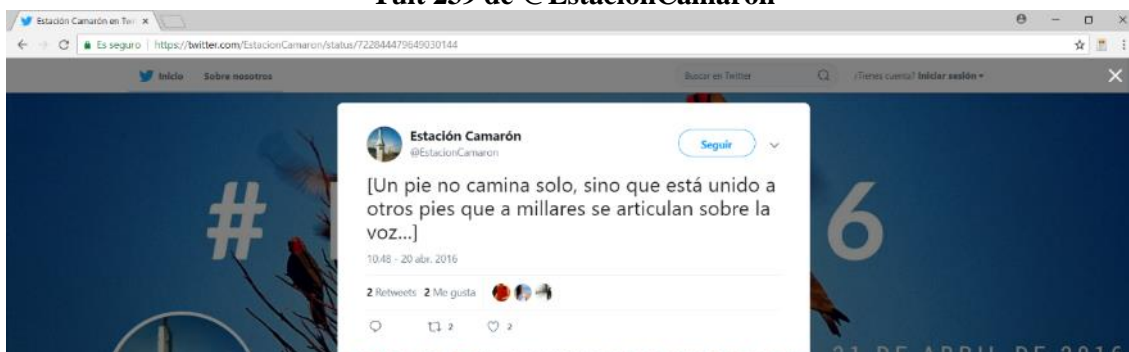 Tuit 239 de @EstacionCamaron
Estación Camarón en Twi
Es seguro | https://twitter.com/EstacionCamaron/status/722844479649030144
Inicio Sobre nosotros Buscar en Twitter ¿Tienes cuenta? Iniciar sesión
# 6
Estación Camarón
@EstacionCamaron
Seguir
[Un pie no camina solo, sino que está unido a
otros pies que a millares se articulan sobre la
voz...]
10:48 - 20 abr. 2016
2 Retweets 2 Me gusta
2 2
21 DE ABRIL DE 2016